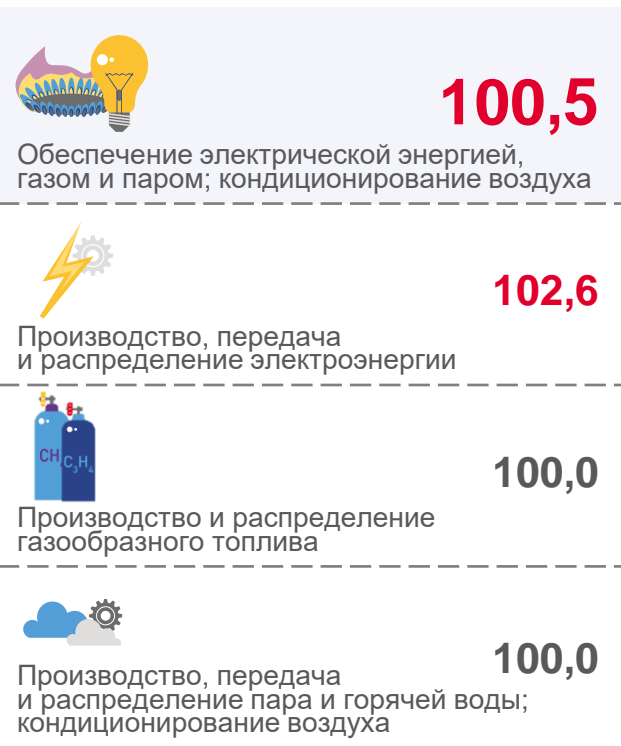 100,5
Обеспечение электрической энергией,
газом и паром; кондиционирование воздуха
102,6
Производство, передача
и распределение электроэнергии
CH
C3H4
100,0
Производство и распределение
газообразного топлива
100,0
Производство, передача
и распределение пара и горячей воды;
кондиционирование воздуха